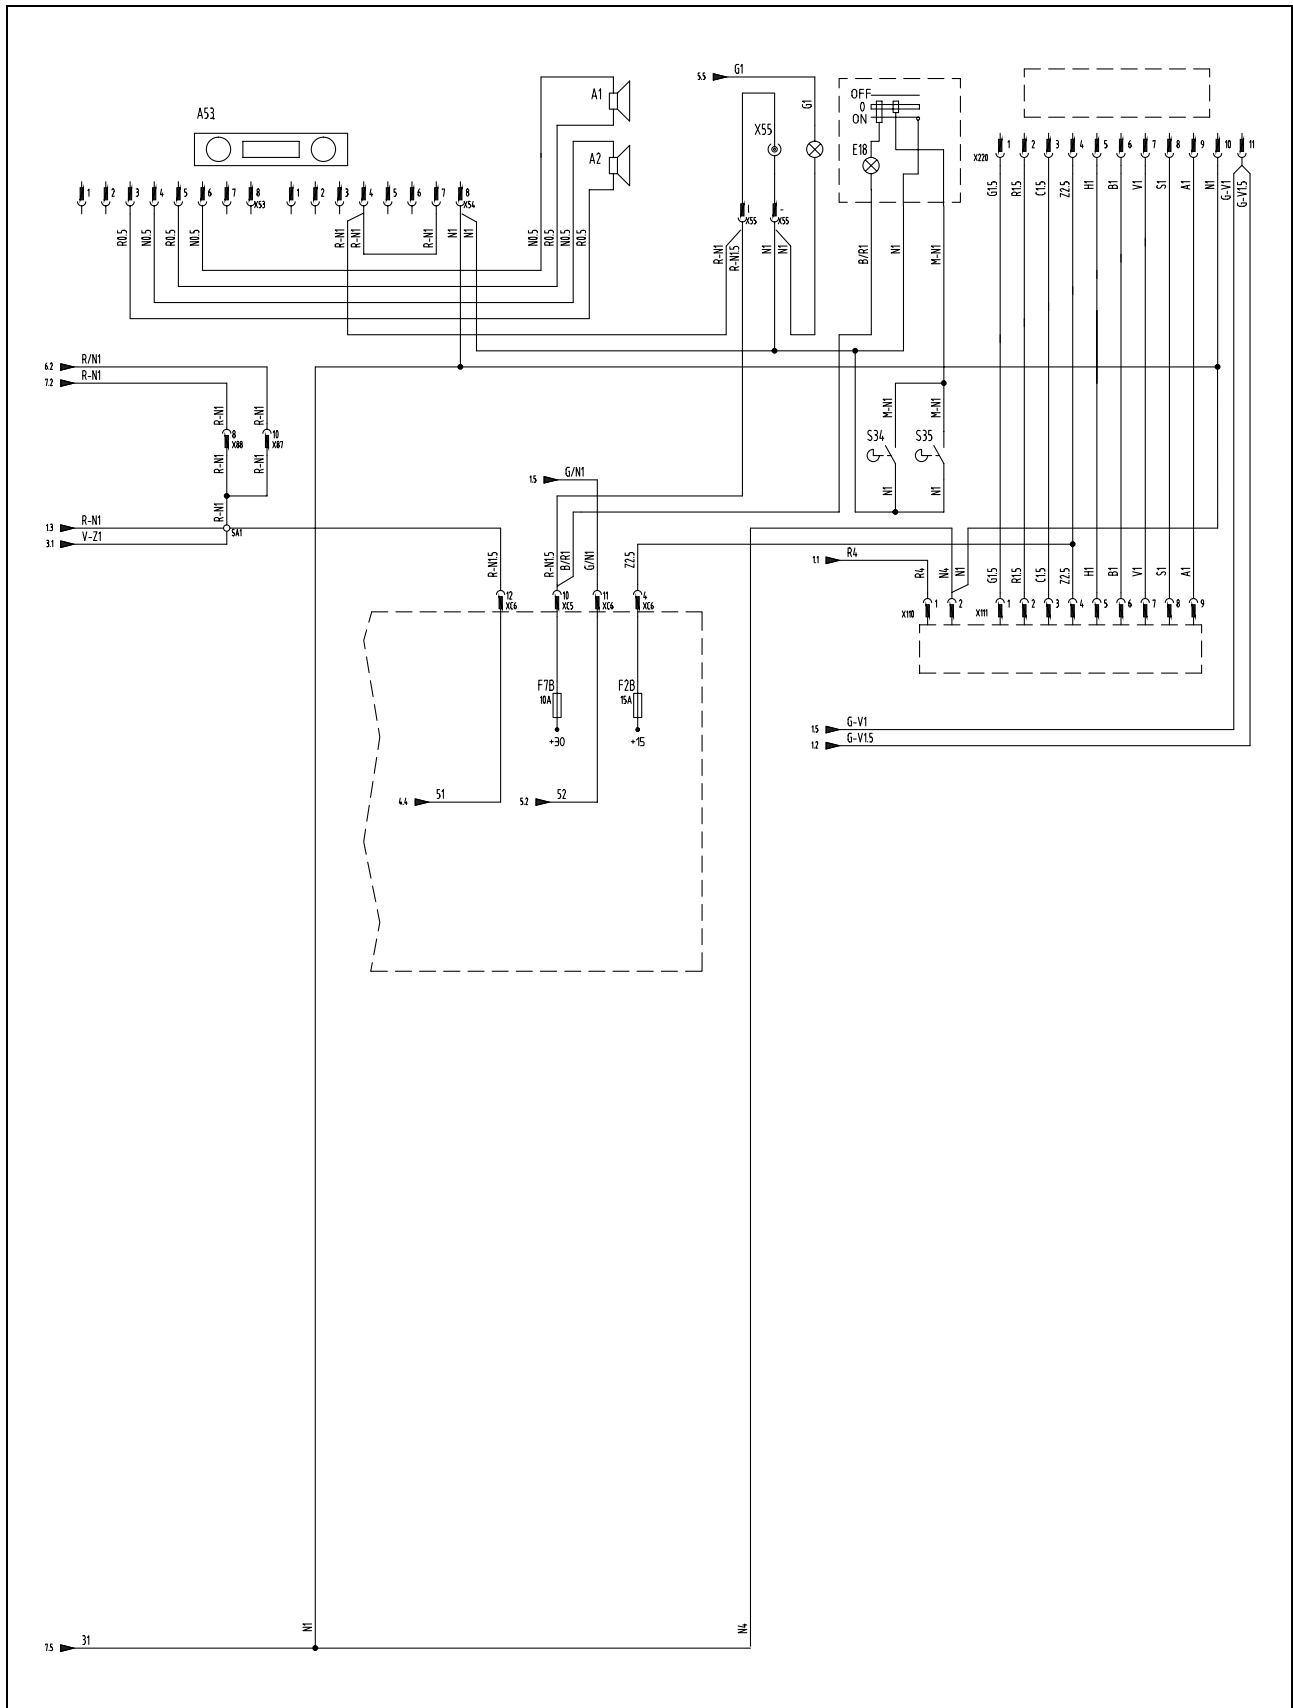 5.5 G1
A53
A1
A2
G1
X55
OFF
0
ON
E18
X220 1 2 3 4 5 6 7 8 9 10 11
1 2 3 4 5 6 7 8 X53
1 2 3 4 5 6 7 8 X54
X55
- X55
G1.5 R1.5 C1.5 Z2.5 H1 B1 V1 S1 A1 N1 G-V1 G-V1.5
R0.5 N0.5 R0.5 N0.5
R-N1 R-N1 R-N1 N1 N1
N0.5 R0.5 N0.5 R0.5
R-N1 R-N1.5 N1 N1
B/R1 N1 M-N1
6.2 R/N1
7.2 R-N1
R-N1 R-N1
8 X88 10 X87
R-N1 R-N1
M-N1 M-N1
S34 S35
N1 N1
1.5 G/N1
R-N1
1.3 R-N1
SA1
3.1 V-Z1
R-N1.5 R-N1.5 B/R1 G/N1 Z2.5
1.1 R4
R4 N4 N1 G1.5 R1.5 C1.5 Z2.5 H1 B1 V1 S1 A1
12 XC6 10 XC5 11 XC6 4 XC6
X110 1 2 X111 1 2 3 4 5 6 7 8 9
F7B F2B
10A 15A
+30 +15
1.5 G-V1
1.2 G-V1.5
4.4 51
5.2 52
N1 N4
7.5 31